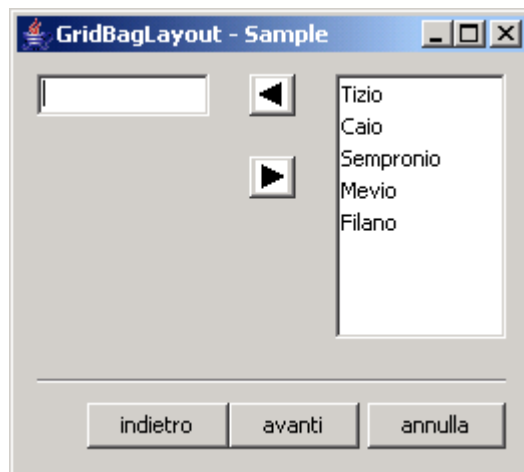 GridBagLayout - Sample
Tizio
Caio
Sempronio
Mevio
Filano
indietro
avanti
annulla